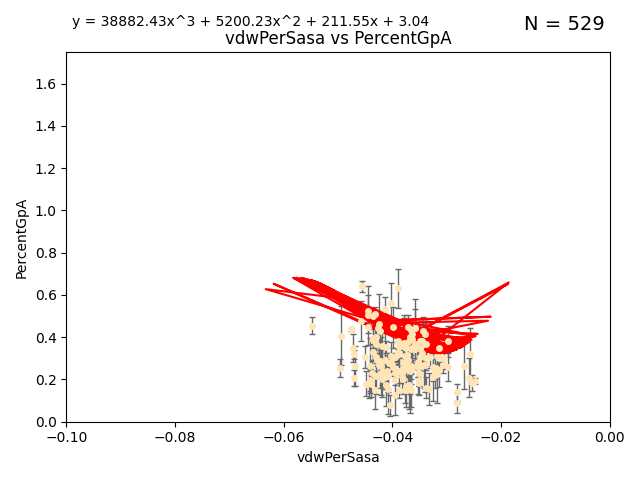 y = 38882.43x^3 + 5200.23x^2 + 211.55x + 3.04
N = 529
vdwPerSasa vs PercentGpA
PercentGpA
1.6
1.4
1.2
1.0
0.8
0.6
0.4
0.2
0.0
−0.10 −0.08 −0.06 −0.04 −0.02 0.00
vdwPerSasa